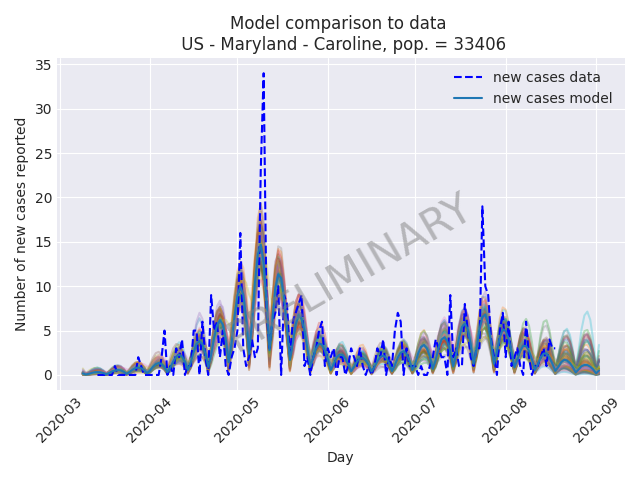 Model comparison to data
US - Maryland - Caroline, pop. = 33406
Number of new cases reported
35
30
25
20
15
10
5
0
new cases data
new cases model
PRELIMINARY
2020-03
2020-04
2020-05
2020-06
2020-07
2020-08
2020-09
Day